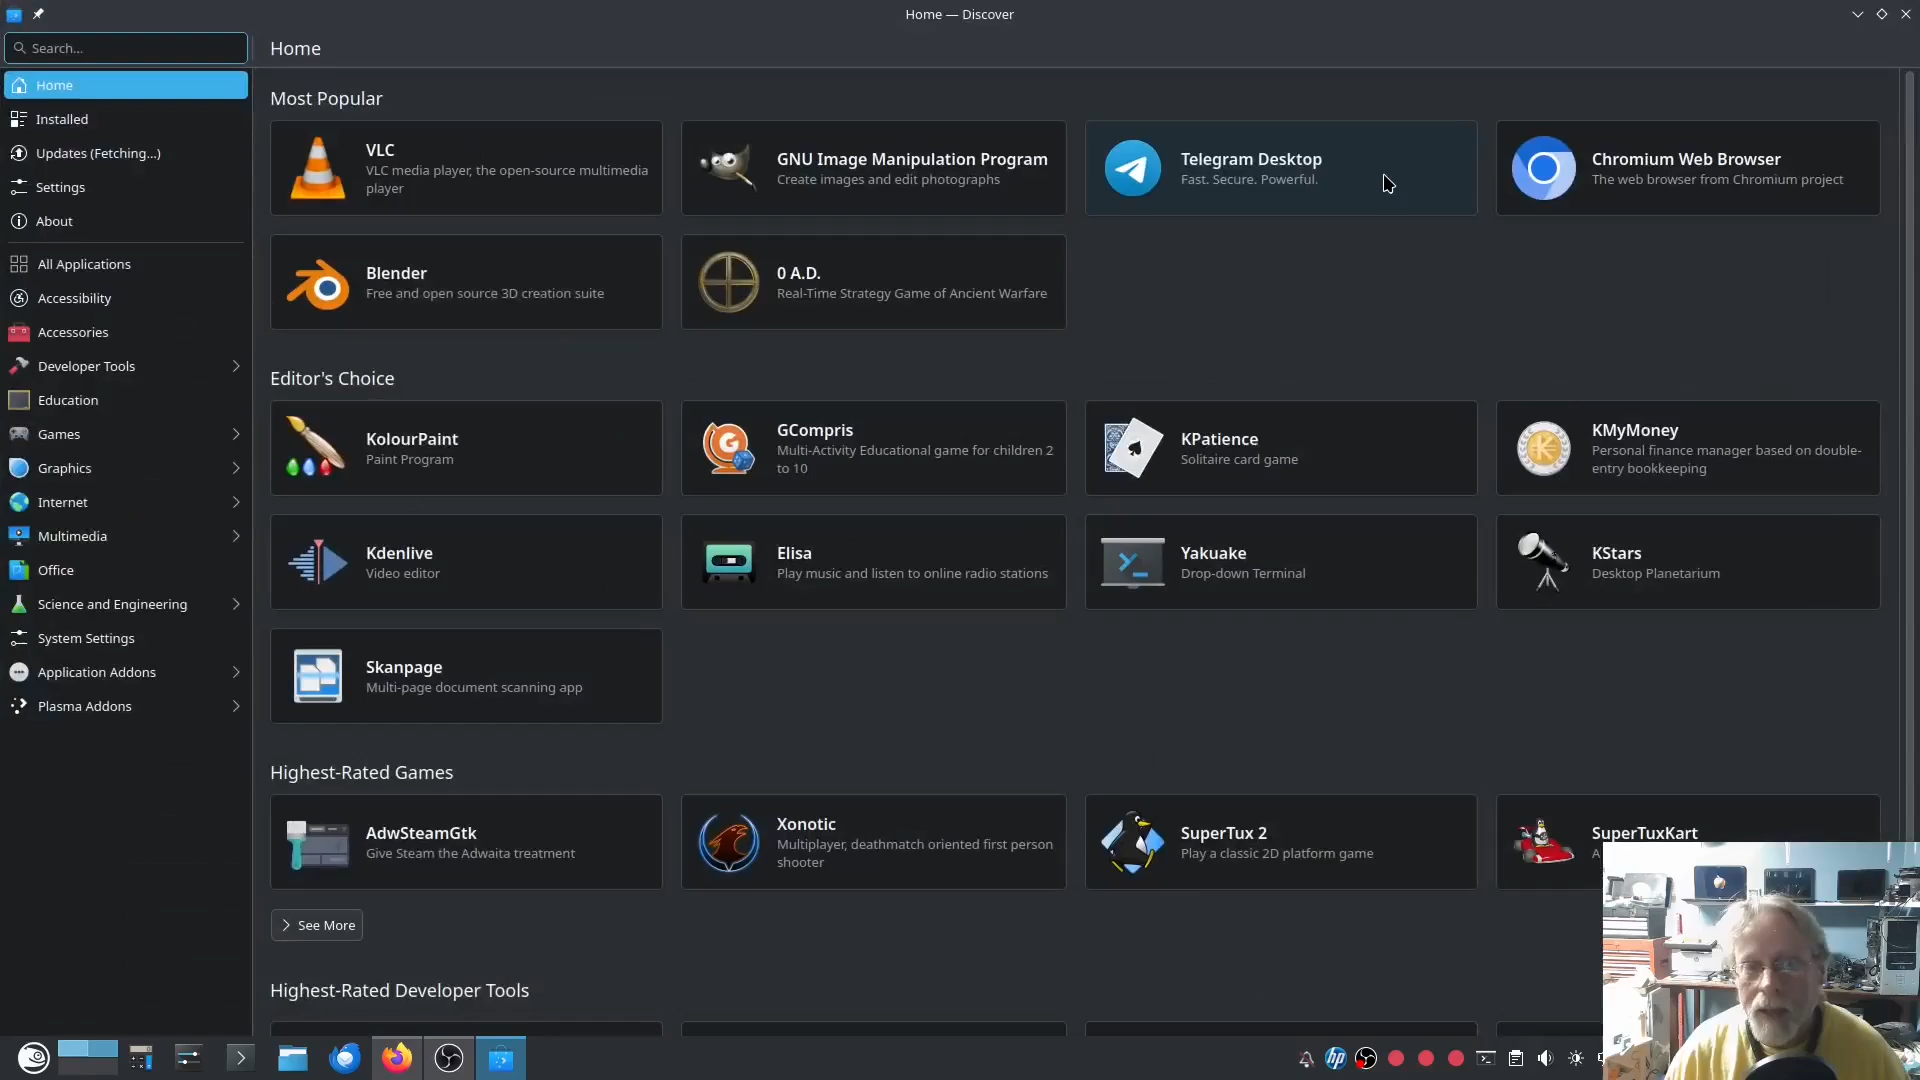 Home — Discover
Search...
Home
Home
Installed
Updates (Fetching...)
Settings
About
All Applications
Accessibility
Accessories
Developer Tools
Education
Games
Graphics
Internet
Multimedia
Office
Science and Engineering
System Settings
Application Addons
Plasma Addons
Most Popular
VLC
VLC media player, the open-source multimedia
player
GNU Image Manipulation Program
Create images and edit photographs
Telegram Desktop
Fast. Secure. Powerful.
Chromium Web Browser
The web browser from Chromium project
Blender
Free and open source 3D creation suite
0 A.D.
Real-Time Strategy Game of Ancient Warfare
Editor's Choice
KolourPaint
Paint Program
GCompris
Multi-Activity Educational game for children 2
to 10
KPatience
Solitaire card game
KMyMoney
Personal finance manager based on double-
entry bookkeeping
Kdenlive
Video editor
Elisa
Play music and listen to online radio stations
Yakuake
Drop-down Terminal
KStars
Desktop Planetarium
Skanpage
Multi-page document scanning app
Highest-Rated Games
AdwSteamGtk
Give Steam the Adwaita treatment
Xonotic
Multiplayer, deathmatch oriented first person
shooter
SuperTux 2
Play a classic 2D platform game
SuperTuxKart
A
See More
Highest-Rated Developer Tools
hp